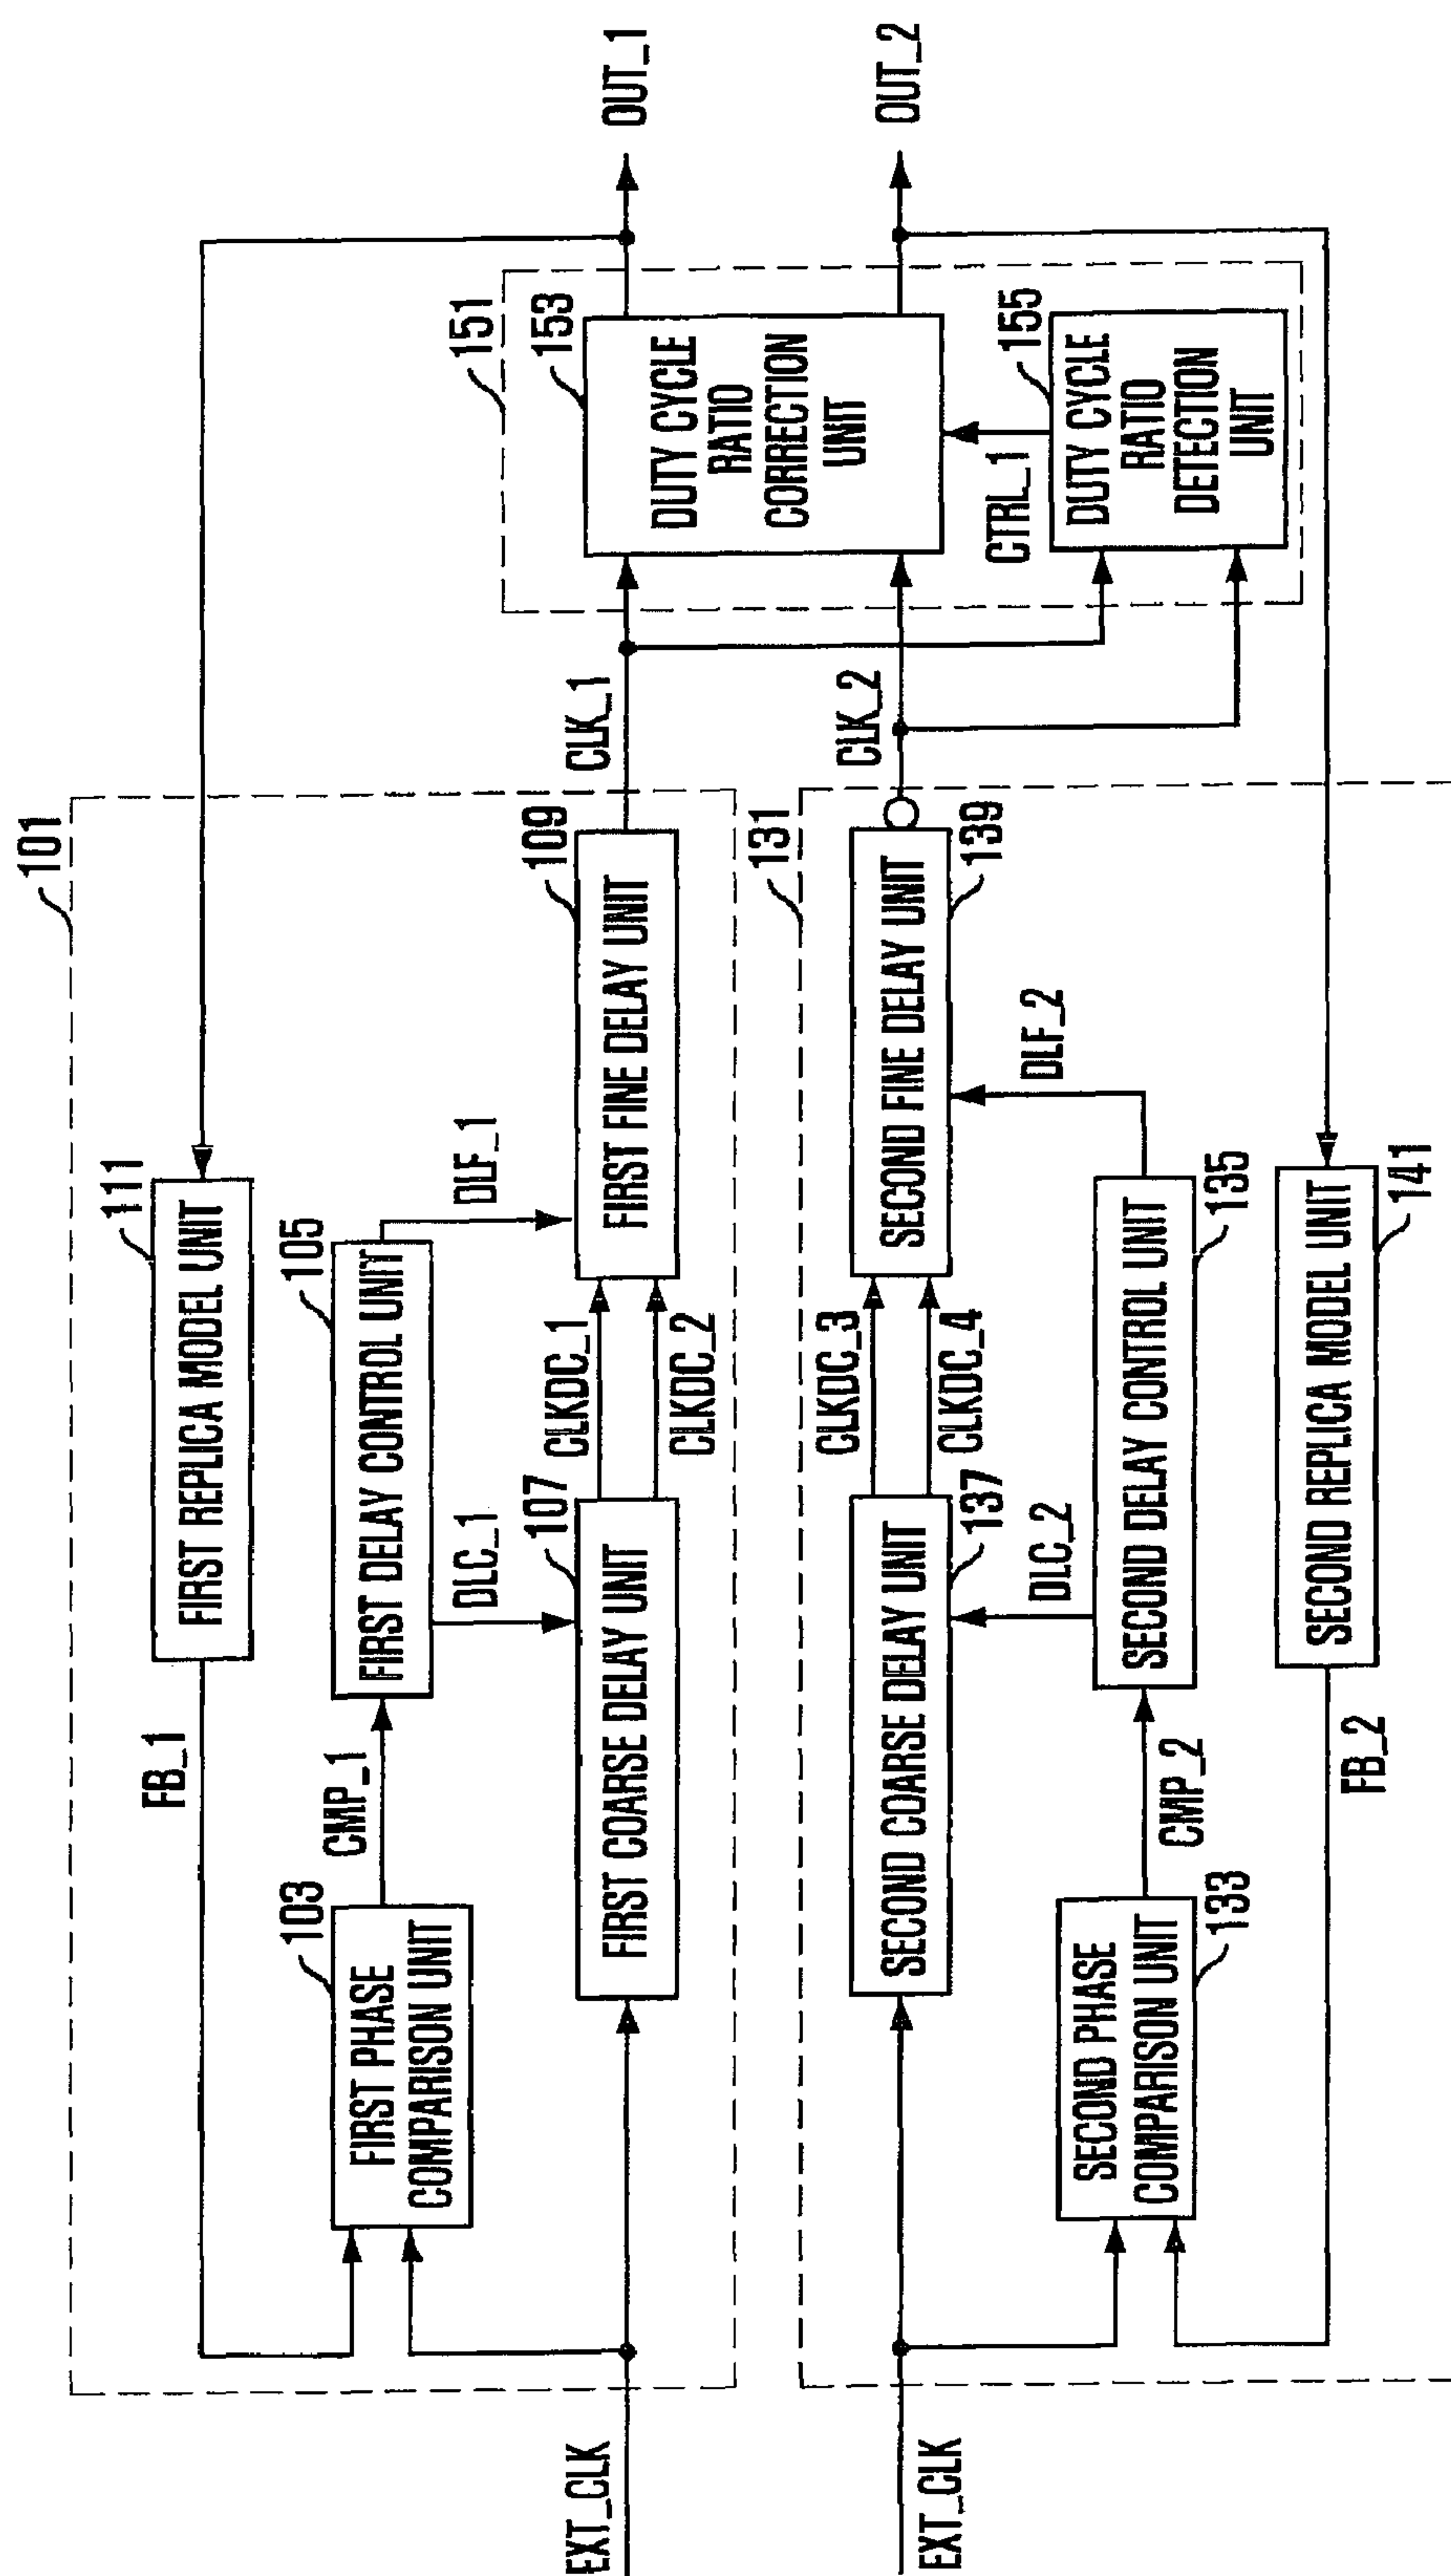 101
111
FIRST REPLICA MODEL UNIT
FB_1
103
FIRST PHASE
COMPARISON UNIT
CMP_1
105
FIRST DELAY CONTROL UNIT
DLC_1
DLF_1
107
FIRST COARSE DELAY UNIT
CLKDC_1
CLKDC_2
109
FIRST FINE DELAY UNIT
EXT_CLK
CLK_1
151
153
DUTY CYCLE
RATIO
CORRECTION
UNIT
OUT_1
131
EXT_CLK
SECOND COARSE DELAY UNIT
137
CLKDC_3
CLKDC_4
SECOND FINE DELAY UNIT
139
CLK_2
OUT_2
CTRL_1
155
DUTY CYCLE
RATIO
DETECTION
UNIT
DLC_2
DLF_2
SECOND PHASE
COMPARISON UNIT
133
CMP_2
SECOND DELAY CONTROL UNIT
135
SECOND REPLICA MODEL UNIT
141
FB_2